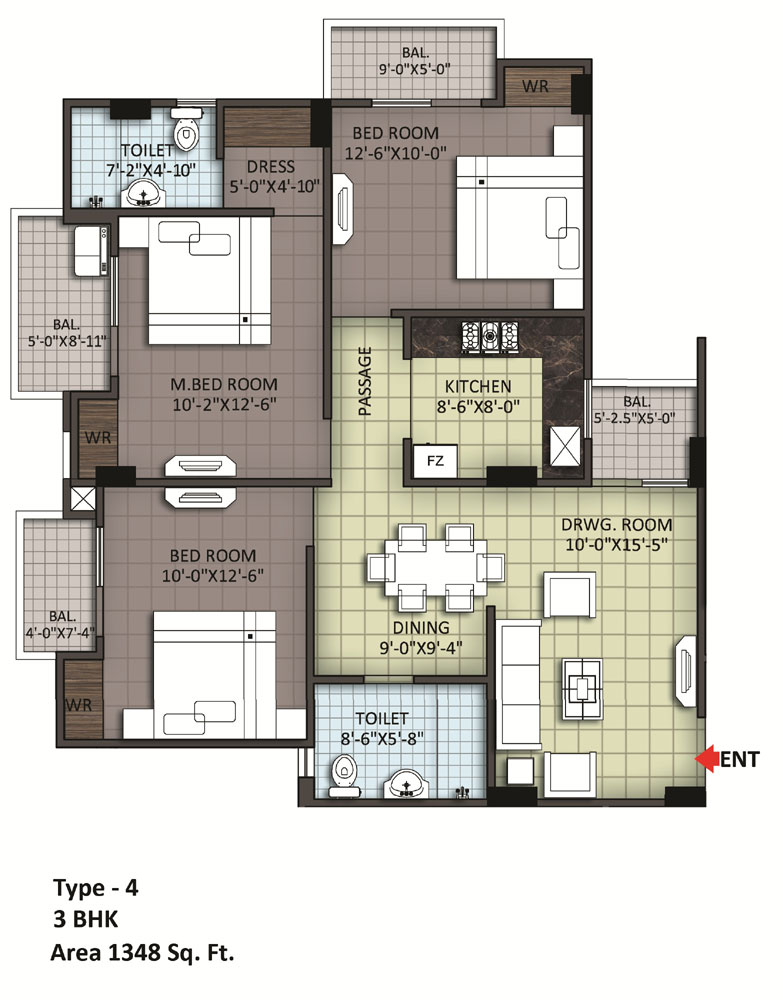 BAL.
9'-0"X5'-0"
WR
BED ROOM
12'-6"X10'-0"
TOILET
7'-2"X4'-10"
DRESS
5'-0"X4'-10"
BAL.
5'-0"X8'-11"
M.BED ROOM
10'-2"X12'-6"
WR
PASSAGE
KITCHEN
8'-6"X8'-0"
FZ
BAL.
5'-2.5"X5'-0"
DRWG. ROOM
10'-0"X15'-5"
BED ROOM
10'-0"X12'-6"
BAL.
4'-0"X7'-4"
DINING
9'-0"X9'-4"
WR
TOILET
8'-6"X5'-8"
ENT
Type - 4
3 BHK
Area 1348 Sq. Ft.